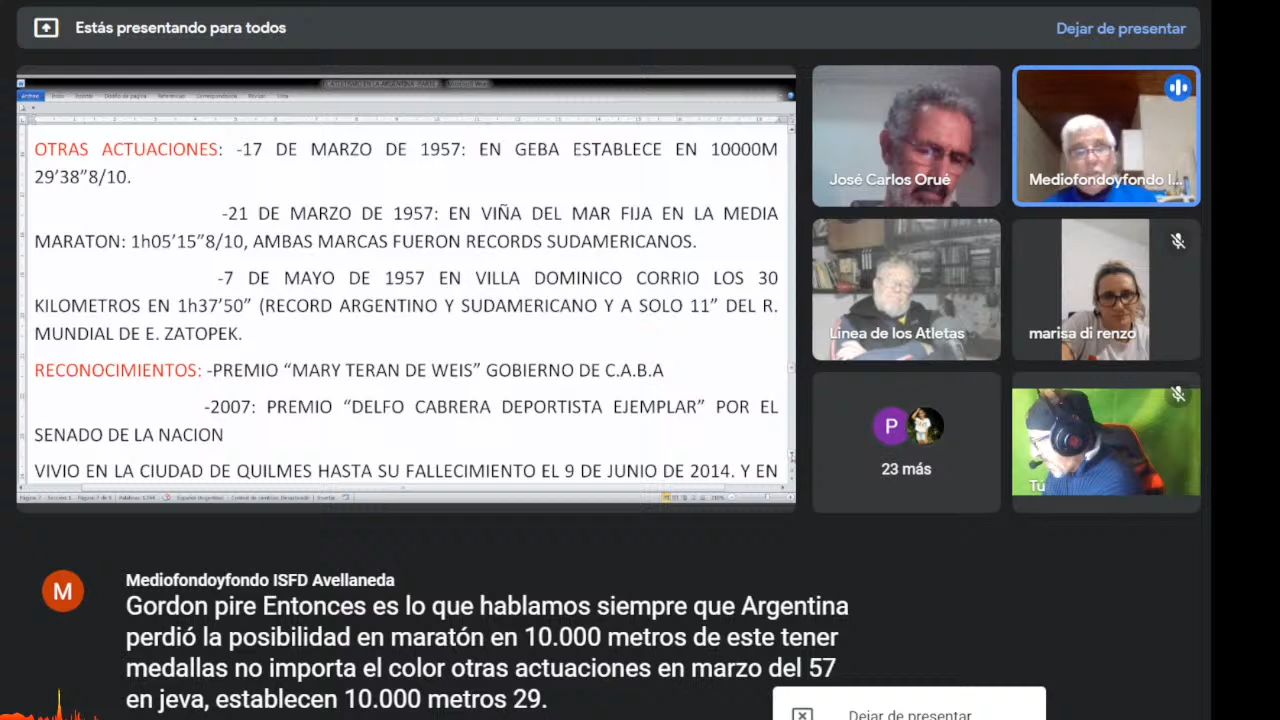 Estás presentando para todos
Dejar de presentar
Archivo
OTRAS ACTUACIONES: -17 DE MARZO DE 1957: EN GEBA ESTABLECE EN 10000M
29’38”8/10.
-21 DE MARZO DE 1957: EN VIÑA DEL MAR FIJA EN LA MEDIA
MARATON: 1h05’15”8/10, AMBAS MARCAS FUERON RECORDS SUDAMERICANOS.
-7 DE MAYO DE 1957 EN VILLA DOMINICO CORRIO LOS 30
KILOMETROS EN 1h37’50” (RECORD ARGENTINO Y SUDAMERICANO Y A SOLO 11” DEL R.
MUNDIAL DE E. ZATOPEK.
RECONOCIMIENTOS: -PREMIO “MARY TERAN DE WEIS” GOBIERNO DE C.A.B.A
-2007: PREMIO “DELFO CABRERA DEPORTISTA EJEMPLAR” POR EL
SENADO DE LA NACION
VIVIO EN LA CIUDAD DE QUILMES HASTA SU FALLECIMIENTO EL 9 DE JUNIO DE 2014. Y EN
José Carlos Orué
Mediofondoyfondo I...
Linea de los Atletas
marisa di renzo
P
23 más
Tú
M
Mediofondoyfondo ISFD Avellaneda
Gordon pire Entonces es lo que hablamos siempre que Argentina
perdió la posibilidad en maratón en 10.000 metros de este tener
medallas no importa el color otras actuaciones en marzo del 57
en jeva, establecen 10.000 metros 29.
Dejar de presentar